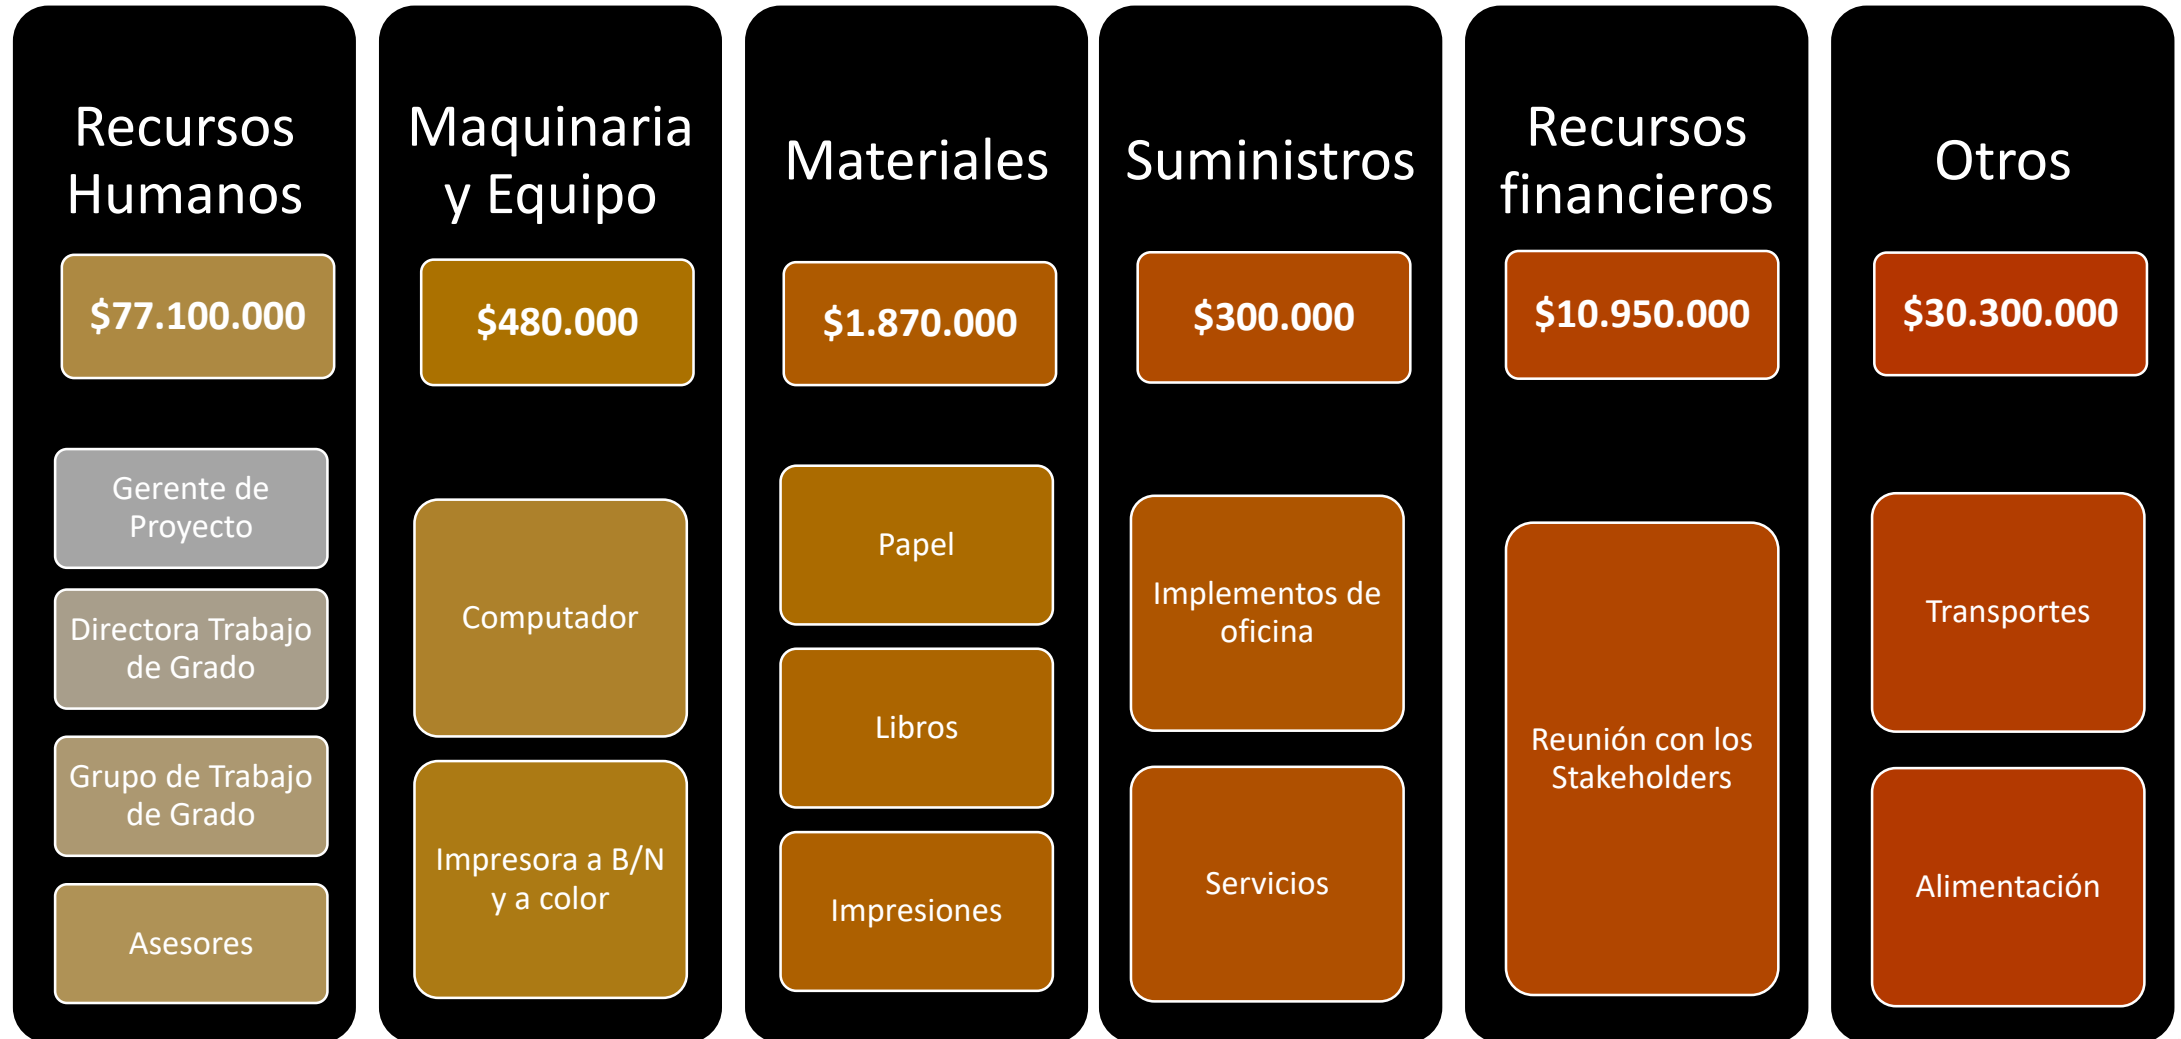 Recursos
Humanos
$77.100.000
Gerente de
Proyecto
Directora Trabajo
de Grado
Grupo de Trabajo
de Grado
Asesores
Maquinaria
y Equipo
$480.000
Computador
Impresora a B/N
y a color
Materiales
$1.870.000
Papel
Libros
Impresiones
Suministros
$300.000
Implementos de
oficina
Servicios
Recursos
financieros
$10.950.000
Reunión con los
Stakeholders
Otros
$30.300.000
Transportes
Alimentación